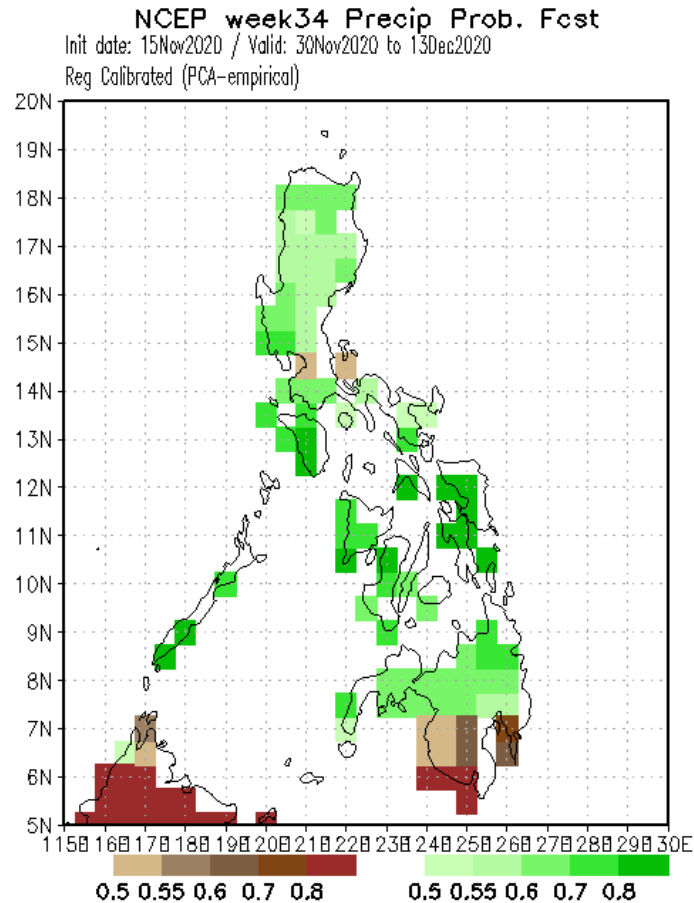 NCEP week34 Precip Prob. Fcst
Init date: 15Nov2020 / Valid: 30Nov2020 to 13Dec2020
Reg Calibrated (PCA-empirical)
20N
19N
18N
17N
16N
15N
14N
13N
12N
11N
10N
9N
8N
7N
6N
5N
115E 116E 117E 118E 119E 120E 121E 122E 123E 124E 125E 126E 127E 128E 129E 130E
0.5 0.55 0.6 0.7 0.8 0.5 0.55 0.6 0.7 0.8